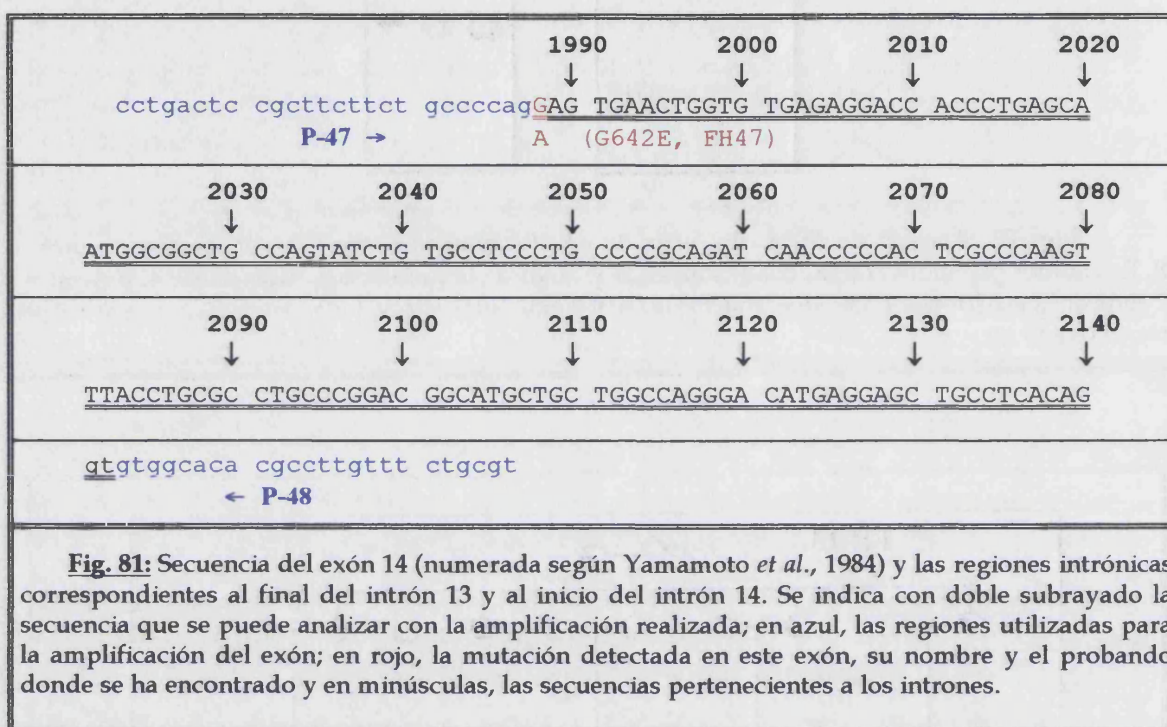 1990 2000 2010 2020
↓ ↓ ↓ ↓
cctgactc cgcttcttct gccccagGAG TGAACTGGTG TGAGAGGACC ACCCTGAGCA
P-47 → A (G642E, FH47)
2030 2040 2050 2060 2070 2080
↓ ↓ ↓ ↓ ↓ ↓
ATGGCGGCTG CCAGTATCTG TGCCTCCCTG CCCCCGCAGAT CAACCCCCAC TCGCCCAAGT
2090 2100 2110 2120 2130 2140
↓ ↓ ↓ ↓ ↓ ↓
TTACCTGCGC CTGCCCGGAC GGCATGCTGC TGGCCAGGGA CATGAGGAGC TGCCTCACAG
gtgtggcaca cgccttgttt ctgcgt
← P-48
Fig. 81: Secuencia del exón 14 (numerada según Yamamoto et al., 1984) y las regiones intrónicas
correspondientes al final del intrón 13 y al inicio del intrón 14. Se indica con doble subrayado la
secuencia que se puede analizar con la amplificación realizada; en azul, las regiones utilizadas para
la amplificación del exón; en rojo, la mutación detectada en este exón, su nombre y el probando
donde se ha encontrado y en minúsculas, las secuencias pertenecientes a los intrones.